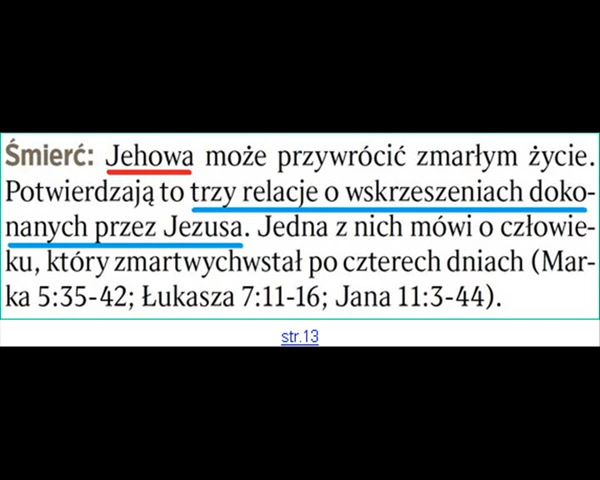 Śmierć: Jehowa może przywrócić zmarłym życie.
Potwierdzają to trzy relacje o wskrzeszeniach doko-
nanych przez Jezusa. Jedna z nich mówi o człowie-
ku, który zmartwychwstał po czterech dniach (Mar-
ka 5:35-42; Łukasza 7:11-16; Jana 11:3-44).
str.13